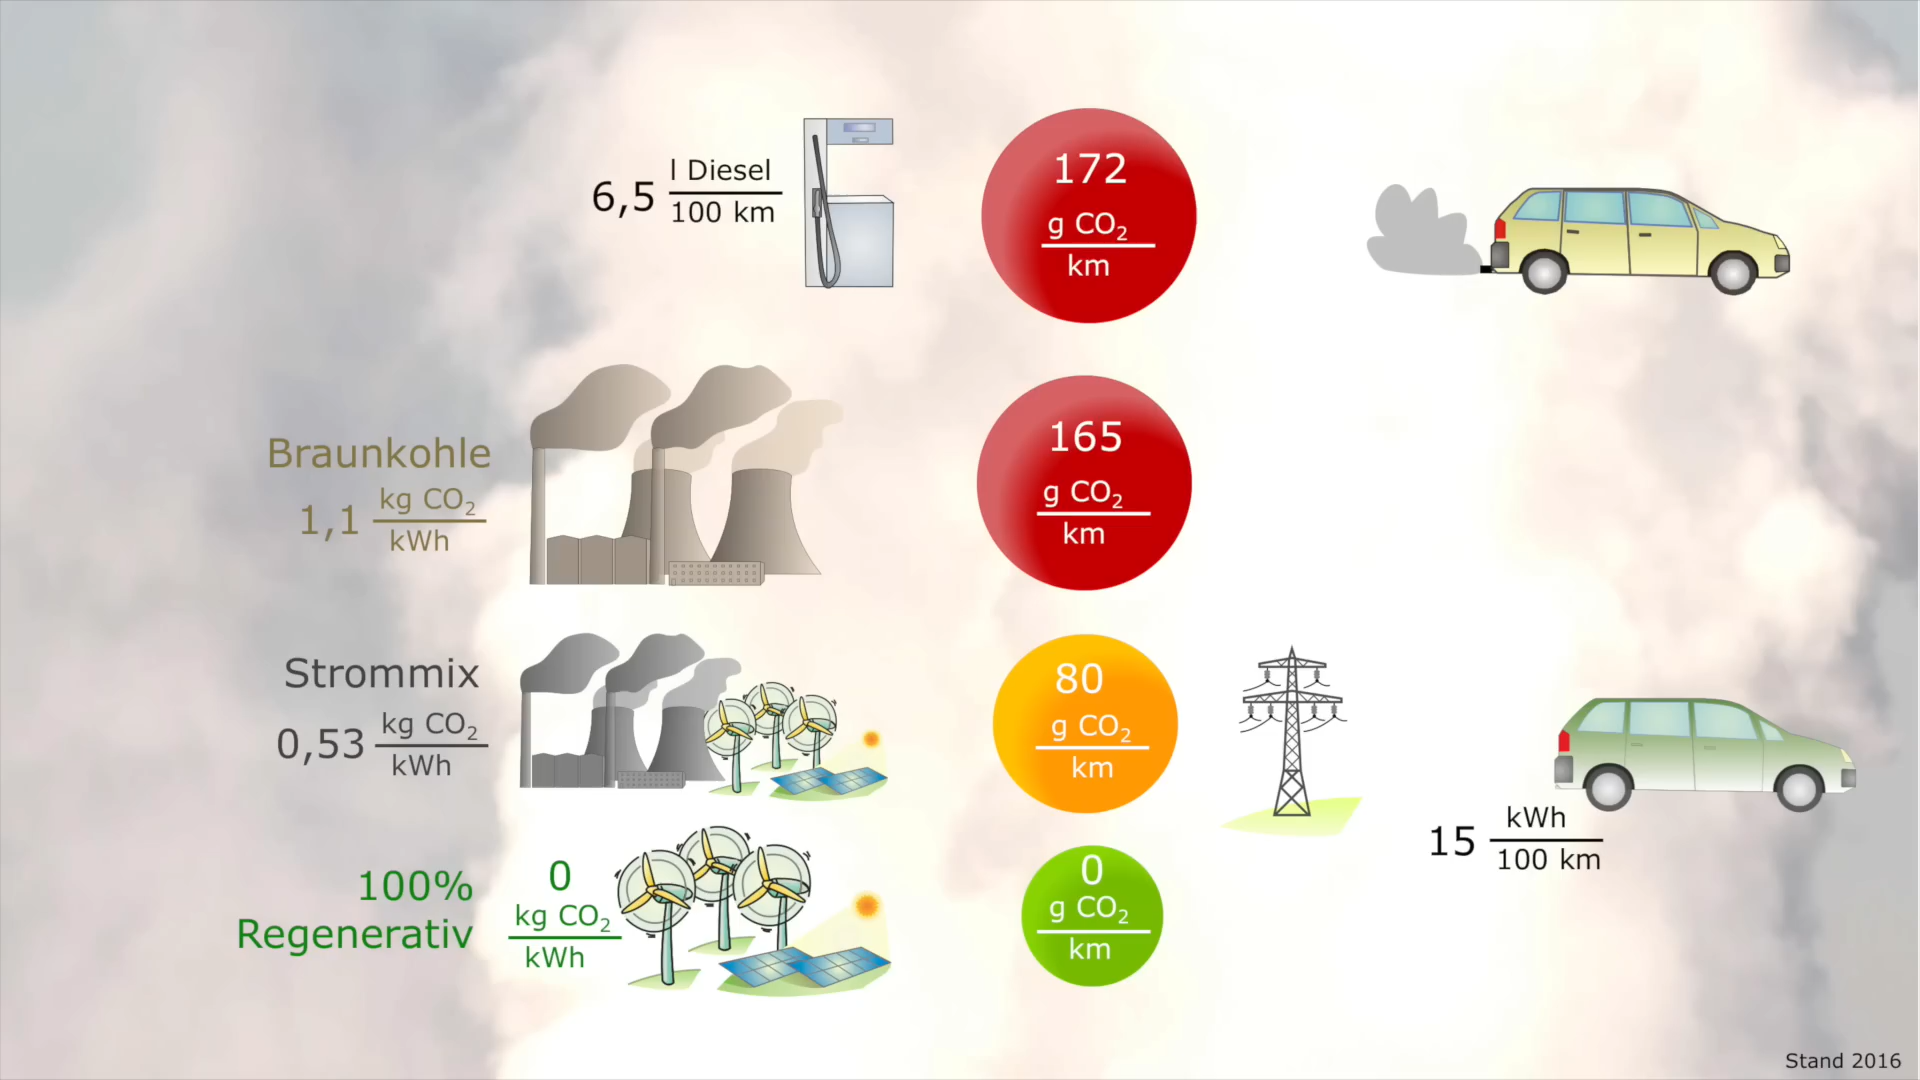 6,5 l Diesel
100 km
172
g CO₂
km
Braunkohle
1,1 kg CO₂
kWh
165
g CO₂
km
Strommix
0,53 kg CO₂
kWh
80
g CO₂
km
15 kWh
100 km
100%
Regenerativ
0
kg CO₂
kWh
0
g CO₂
km
Stand 2016